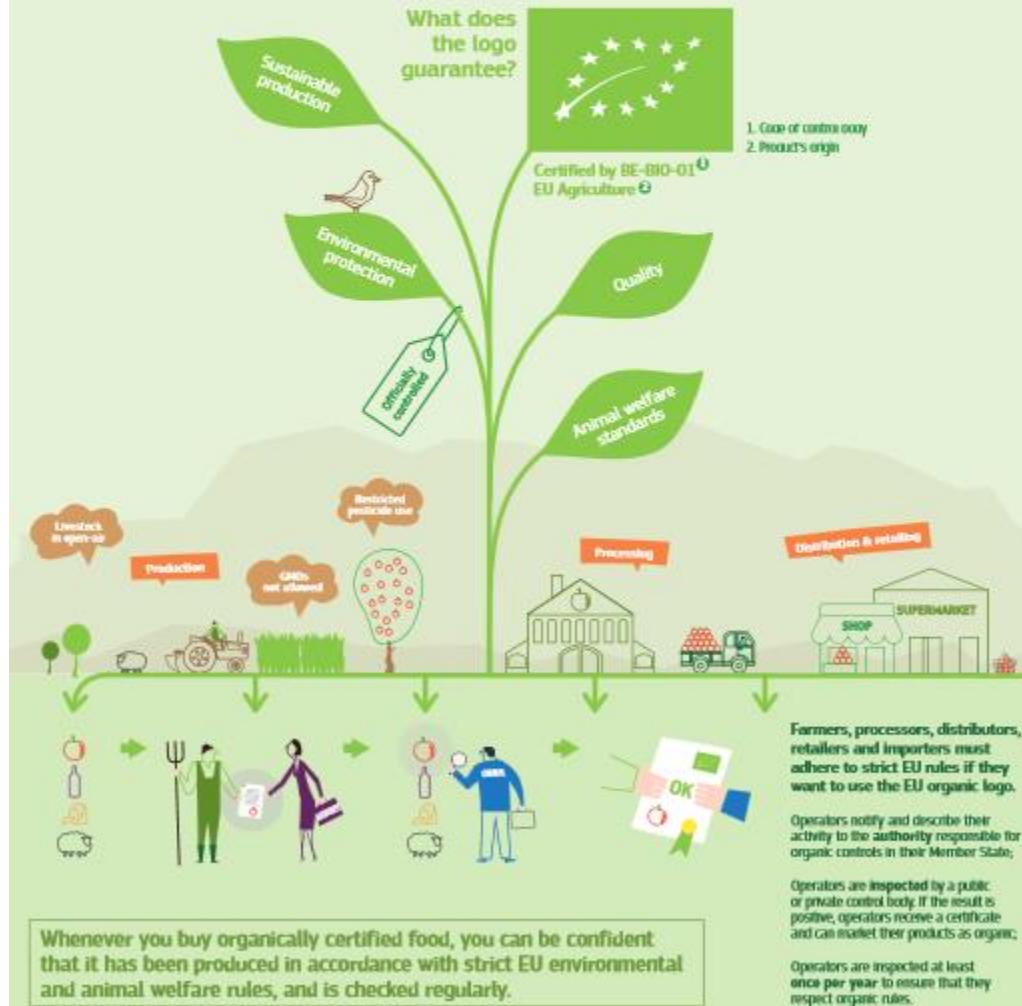 What does
the logo
guarantee?
Sustainable
production
1. Code of control body
2. Product's origin
Certified by BE-BIO-01 1
EU Agriculture 2
Environmental
protection
Quality
Officially
controlled
Animal welfare
standards
Livestock
in open-air
Production
GMOs
not allowed
Restricted
pesticide use
Processing
Distribution & retailing
SHOP
SUPERMARKET
OK
Farmers, processors, distributors,
retailers and importers must
adhere to strict EU rules if they
want to use the EU organic logo.
Operators notify and describe their
activity to the authority responsible for
organic controls in their Member State;
Operators are inspected by a public
or private control body. If the result is
positive, operators receive a certificate
and can market their products as organic;
Operators are inspected at least
once per year to ensure that they
respect organic rules.
Whenever you buy organically certified food, you can be confident
that it has been produced in accordance with strict EU environmental
and animal welfare rules, and is checked regularly.